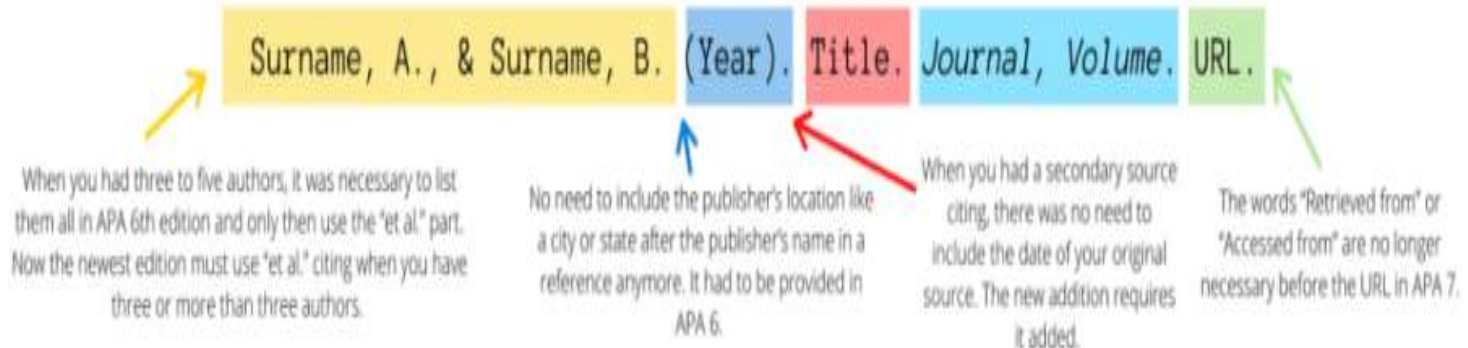 Surname, A., & Surname, B. (Year). Title. Journal, Volume. URL.
When you had three to five authors, it was necessary to list
them all in APA 6th edition and only then use the "et al." part.
Now the newest edition must use "et al." citing when you have
three or more than three authors.
No need to include the publisher's location like
a city or state after the publisher's name in a
reference anymore. It had to be provided in
APA 6.
When you had a secondary source
citing, there was no need to
include the date of your original
source. The new addition requires
it added.
The words "Retrieved from" or
"Accessed from" are no longer
necessary before the URL in APA 7.